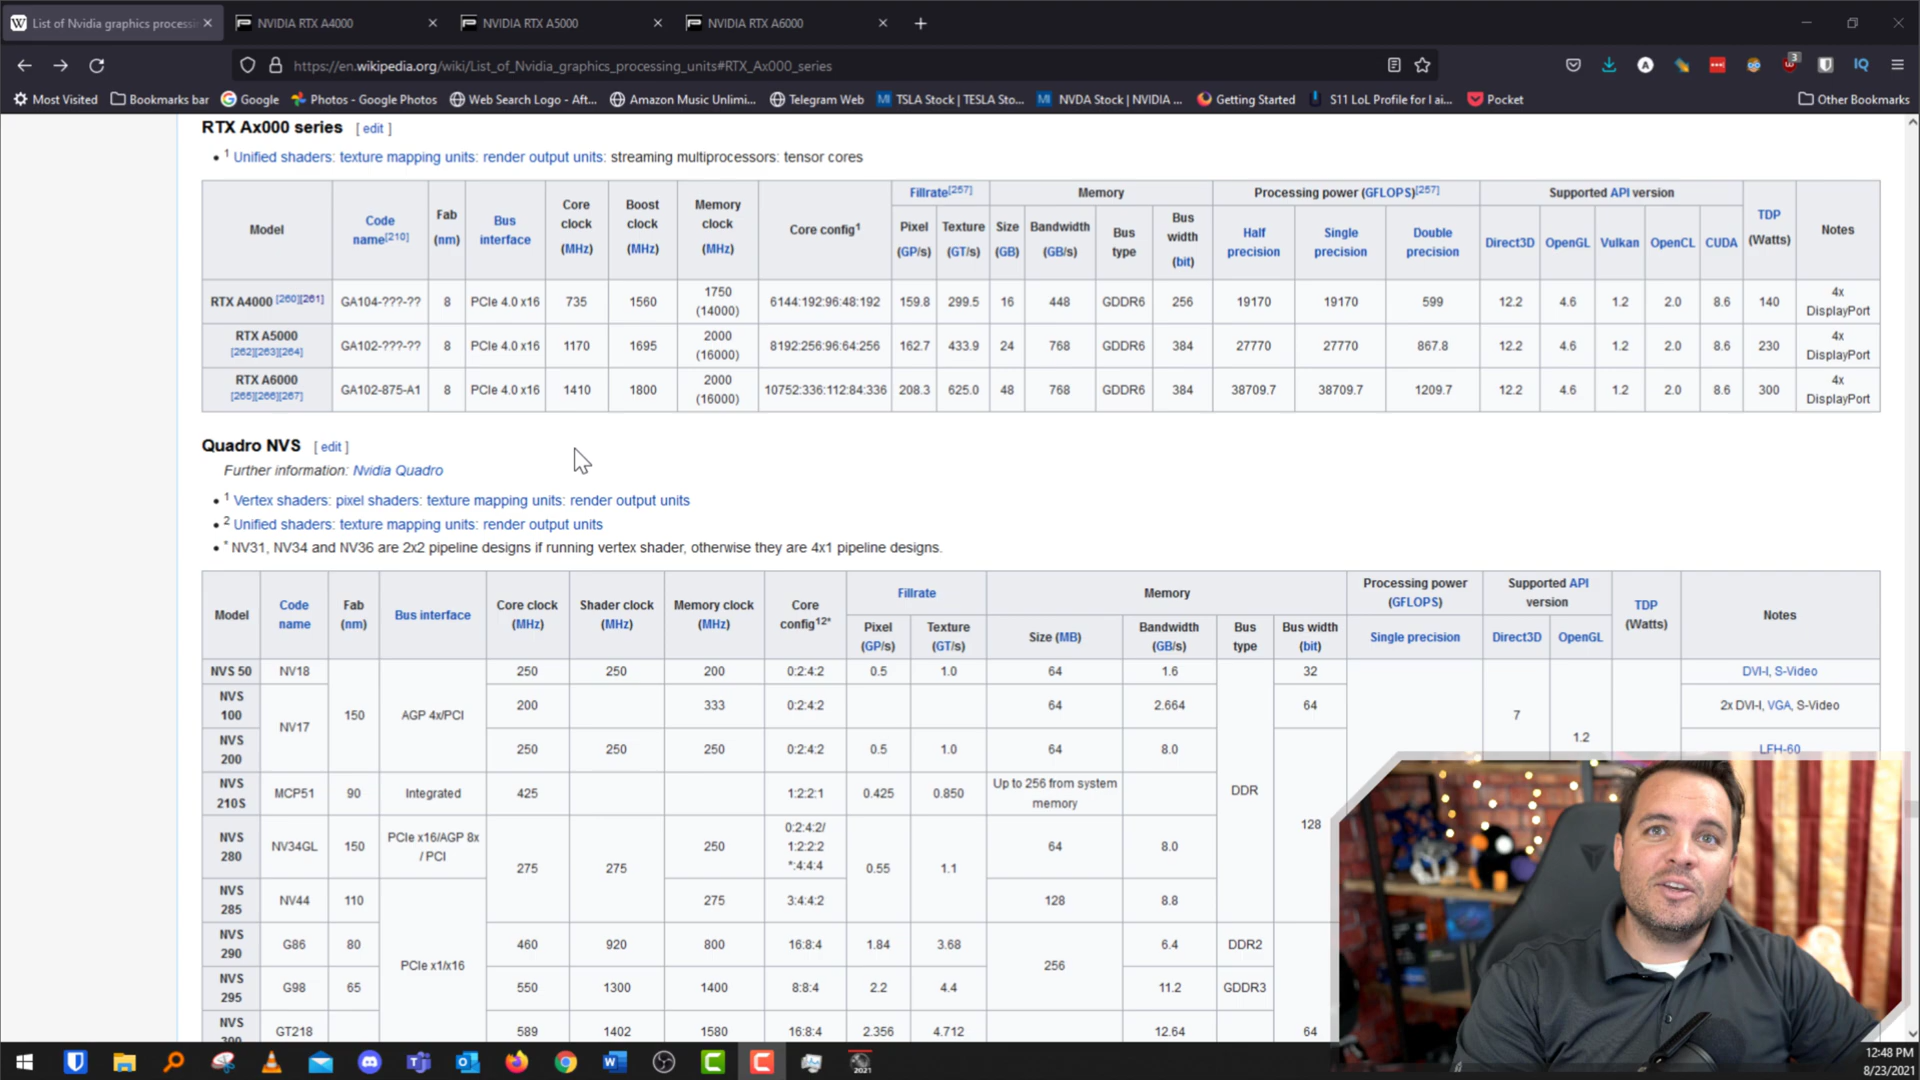 List of Nvidia graphics processi
NVIDIA RTX A4000
NVIDIA RTX A5000
NVIDIA RTX A6000
https://en.wikipedia.org/wiki/List_of_Nvidia_graphics_processing_units#RTX_Ax000_series
Most Visited
Bookmarks bar
Google
Photos - Google Photos
Web Search Logo - Aft...
Amazon Music Unlimi...
Telegram Web
TSLA Stock | TESLA Sto...
NVDA Stock | NVIDIA ...
Getting Started
S11 LoL Profile for I ai...
Pocket
Other Bookmarks
RTX Ax000 series [ edit ]
• 1 Unified shaders: texture mapping units: render output units: streaming multiprocessors: tensor cores
Model
Code name[210]
Fab (nm)
Bus interface
Core clock (MHz)
Boost clock (MHz)
Memory clock (MHz)
Core config1
Fillrate[257]
Memory
Processing power (GFLOPS)[257]
Supported API version
TDP (Watts)
Notes
Pixel (GP/s)
Texture (GT/s)
Size (GB)
Bandwidth (GB/s)
Bus type
Bus width (bit)
Half precision
Single precision
Double precision
Direct3D
OpenGL
Vulkan
OpenCL
CUDA
RTX A4000 [260][261] GA104-???-?? 8 PCIe 4.0 x16 735 1560 1750 (14000) 6144:192:96:48:192 159.8 299.5 16 448 GDDR6 256 19170 19170 599 12.2 4.6 1.2 2.0 8.6 140 4x DisplayPort
RTX A5000 [262][263][264] GA102-???-?? 8 PCIe 4.0 x16 1170 1695 2000 (16000) 8192:256:96:64:256 162.7 433.9 24 768 GDDR6 384 27770 27770 867.8 12.2 4.6 1.2 2.0 8.6 230 4x DisplayPort
RTX A6000 [265][266][267] GA102-875-A1 8 PCIe 4.0 x16 1410 1800 2000 (16000) 10752:336:112:84:336 208.3 625.0 48 768 GDDR6 384 38709.7 38709.7 1209.7 12.2 4.6 1.2 2.0 8.6 300 4x DisplayPort
Quadro NVS [ edit ]
Further information: Nvidia Quadro
• 1 Vertex shaders: pixel shaders: texture mapping units: render output units
• 2 Unified shaders: texture mapping units: render output units
• * NV31, NV34 and NV36 are 2x2 pipeline designs if running vertex shader, otherwise they are 4x1 pipeline designs.
Model
Code name
Fab (nm)
Bus interface
Core clock (MHz)
Shader clock (MHz)
Memory clock (MHz)
Core config12*
Fillrate
Memory
Processing power (GFLOPS)
Supported API version
TDP (Watts)
Notes
Pixel (GP/s)
Texture (GT/s)
Size (MB)
Bandwidth (GB/s)
Bus type
Bus width (bit)
Single precision
Direct3D
OpenGL
NVS 50 NV18 250 250 200 0:2:4:2 0.5 1.0 64 1.6 32 DVI-I, S-Video
NVS 100 NV17 150 AGP 4x/PCI 200 333 0:2:4:2 64 2.664 64 7 2x DVI-I, VGA, S-Video
NVS 200 250 250 250 0:2:4:2 0.5 1.0 64 8.0 1.2 LFH-60
NVS 210S MCP51 90 Integrated 425 1:2:2:1 0.425 0.850 Up to 256 from system memory DDR 128
NVS 280 NV34GL 150 PCIe x16/AGP 8x / PCI 275 275 250 0:2:4:2/ 1:2:2:2 *:4:4:4 0.55 1.1 64 8.0
NVS 285 NV44 110 275 3:4:4:2 128 8.8
NVS 290 G86 80 PCIe x1/x16 460 920 800 16:8:4 1.84 3.68 256 6.4 DDR2
NVS 295 G98 65 550 1300 1400 8:8:4 2.2 4.4 11.2 GDDR3
NVS GT218 589 1402 1580 16:8:4 2.356 4.712 12.64 64
12:48 PM
8/23/2021